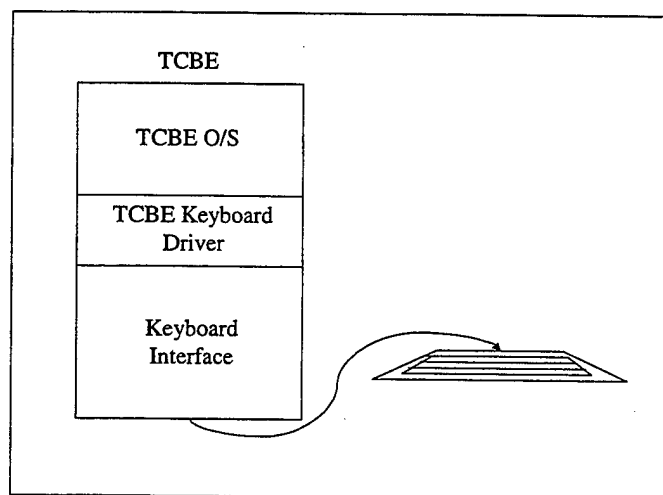 TCBE
TCBE O/S
TCBE Keyboard
Driver
Keyboard
Interface